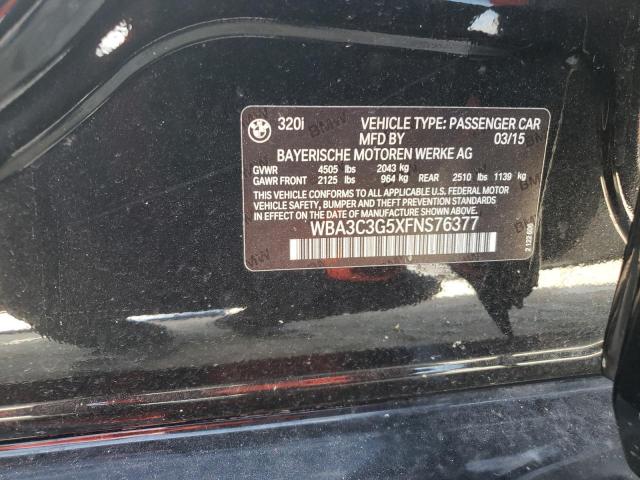 BMW 320i VEHICLE TYPE: PASSENGER CAR
MFD BY 03/15
BAYERISCHE MOTOREN WERKE AG
GVWR 4505 lbs 2043 kg
GAWR FRONT 2125 lbs 964 kg REAR 2510 lbs 1139 kg
THIS VEHICLE CONFORMS TO ALL APPLICABLE U.S. FEDERAL MOTOR
VEHICLE SAFETY, BUMPER, AND THEFT PREVENTION STANDARDS IN
EFFECT ON THE DATE OF MANUFACTURE SHOWN ABOVE.
WBA3C3G5XFNS76377